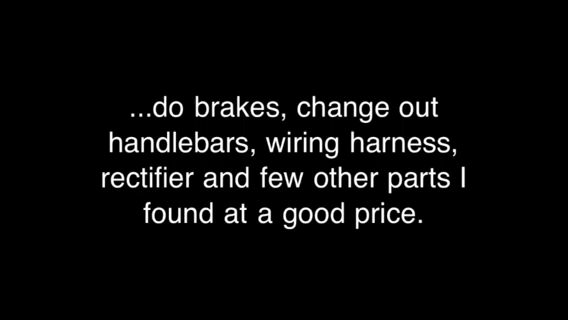 ...do brakes, change out
handlebars, wiring harness,
rectifier and few other parts I
found at a good price.